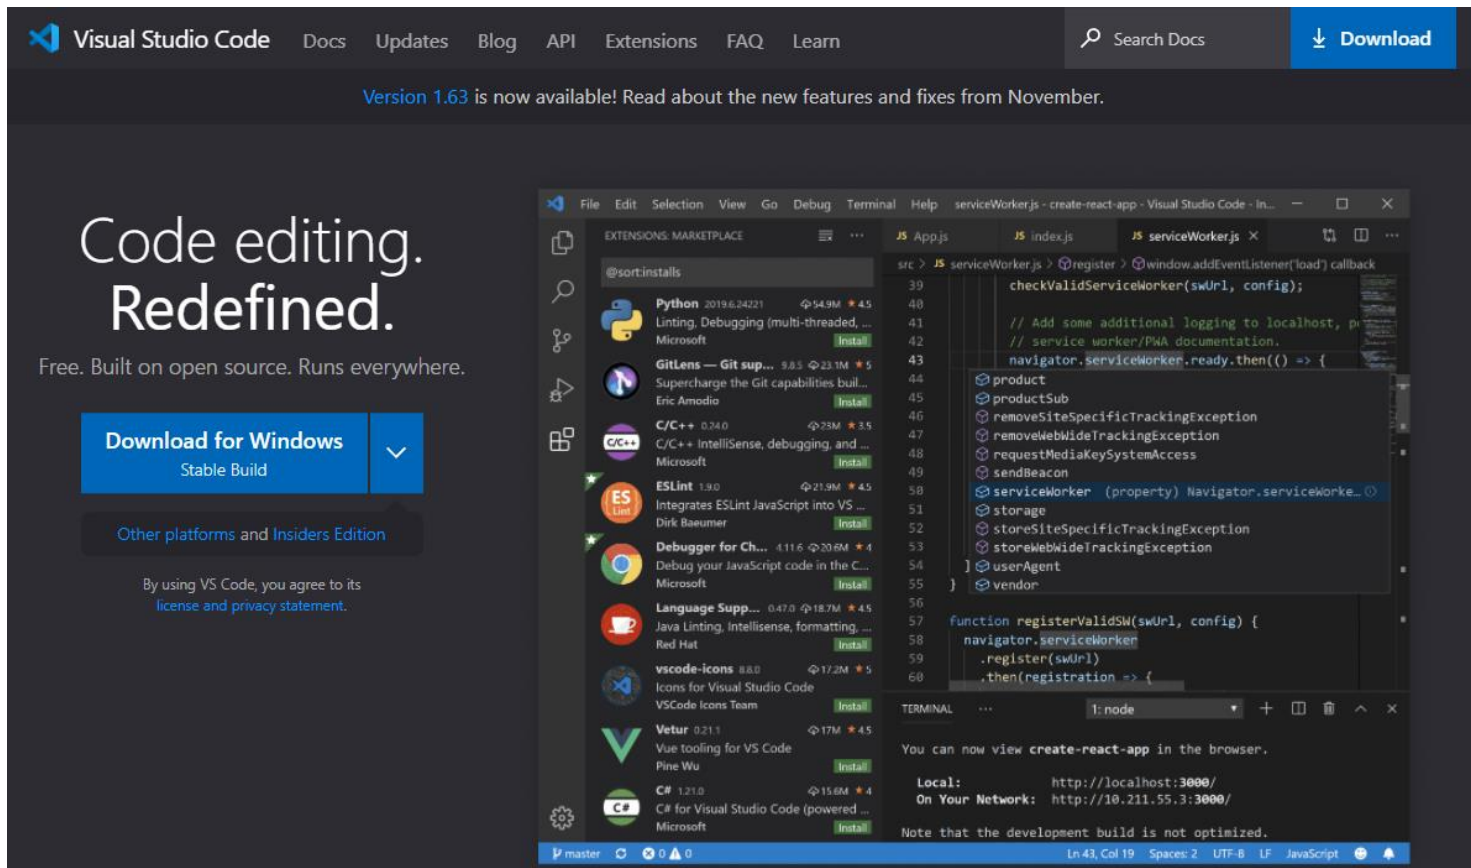 Visual Studio Code Docs Updates Blog API Extensions FAQ Learn Search Docs Download
Version 1.63 is now available! Read about the new features and fixes from November.
Code editing.
Redefined.
Free. Built on open source. Runs everywhere.
Download for Windows
Stable Build
Other platforms and Insiders Edition
By using VS Code, you agree to its
license and privacy statement.
File Edit Selection View Go Debug Terminal Help serviceWorker.js - create-react-app - Visual Studio Code - In...
EXTENSIONS: MARKETPLACE
@sort:installs
Python 2019.6.24221 54.9M 4.5
Linting, Debugging (multi-threaded, ...
Microsoft Install
GitLens — Git sup... 9.8.5 23.1M 5
Supercharge the Git capabilities buil...
Eric Amodio Install
C/C++ 0.24.0 23M 3.5
C/C++ IntelliSense, debugging, and ...
Microsoft Install
ESLint 1.9.0 21.9M 4.5
Integrates ESLint JavaScript into VS ...
Dirk Baeumer Install
Debugger for Ch... 4.11.6 20.6M 4
Debug your JavaScript code in the C...
Microsoft Install
Language Supp... 0.47.0 18.7M 4.5
Java Linting, Intellisense, formatting, ...
Red Hat Install
vscode-icons 8.8.0 17.2M 5
Icons for Visual Studio Code
VSCode Icons Team Install
Vetur 0.21.1 17M 4.5
Vue tooling for VS Code
Pine Wu Install
C# 1.21.0 15.6M 4
C# for Visual Studio Code (powered ...
Microsoft Install
C/C++
ES
Lint
C#
JS App.js JS index.js JS serviceWorker.js
src > JS serviceWorker.js > register > window.addEventListener('load') callback
39 checkValidServiceWorker(swUrl, config);
40
41 // Add some additional logging to localhost,
42 // service worker/PWA documentation.
43 navigator.serviceWorker.ready.then(() => {
44 product
45 productSub
46 removeSiteSpecificTrackingException
47 removeWebWideTrackingException
48 requestMediaKeySystemAccess
49 sendBeacon
50 serviceWorker (property) Navigator.serviceWorke...
51 storage
52 storeSiteSpecificTrackingException
53 storeWebWideTrackingException
54 ] userAgent
55 } vendor
56
57 function registerValidSW(swUrl, config) {
58 navigator.serviceWorker
59 .register(swUrl)
60 .then(registration => {
TERMINAL ... 1: node
You can now view create-react-app in the browser.
Local: http://localhost:3000/
On Your Network: http://10.211.55.3:3000/
Note that the development build is not optimized.
master 0 0 Ln 43, Col 19 Spaces: 2 UTF-8 LF JavaScript